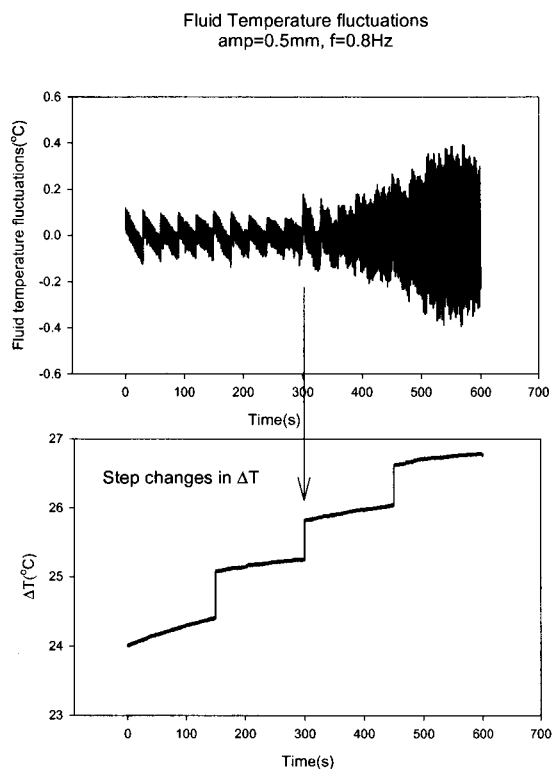 Fluid Temperature fluctuations
amp=0.5mm, f=0.8Hz
Fluid temperature fluctuations(°C)
0.6
0.4
0.2
0.0
-0.2
-0.4
-0.6
0 100 200 300 400 500 600 700
Time(s)
Step changes in ΔT
ΔT(°C)
27
26
25
24
23
0 100 200 300 400 500 600 700
Time(s)